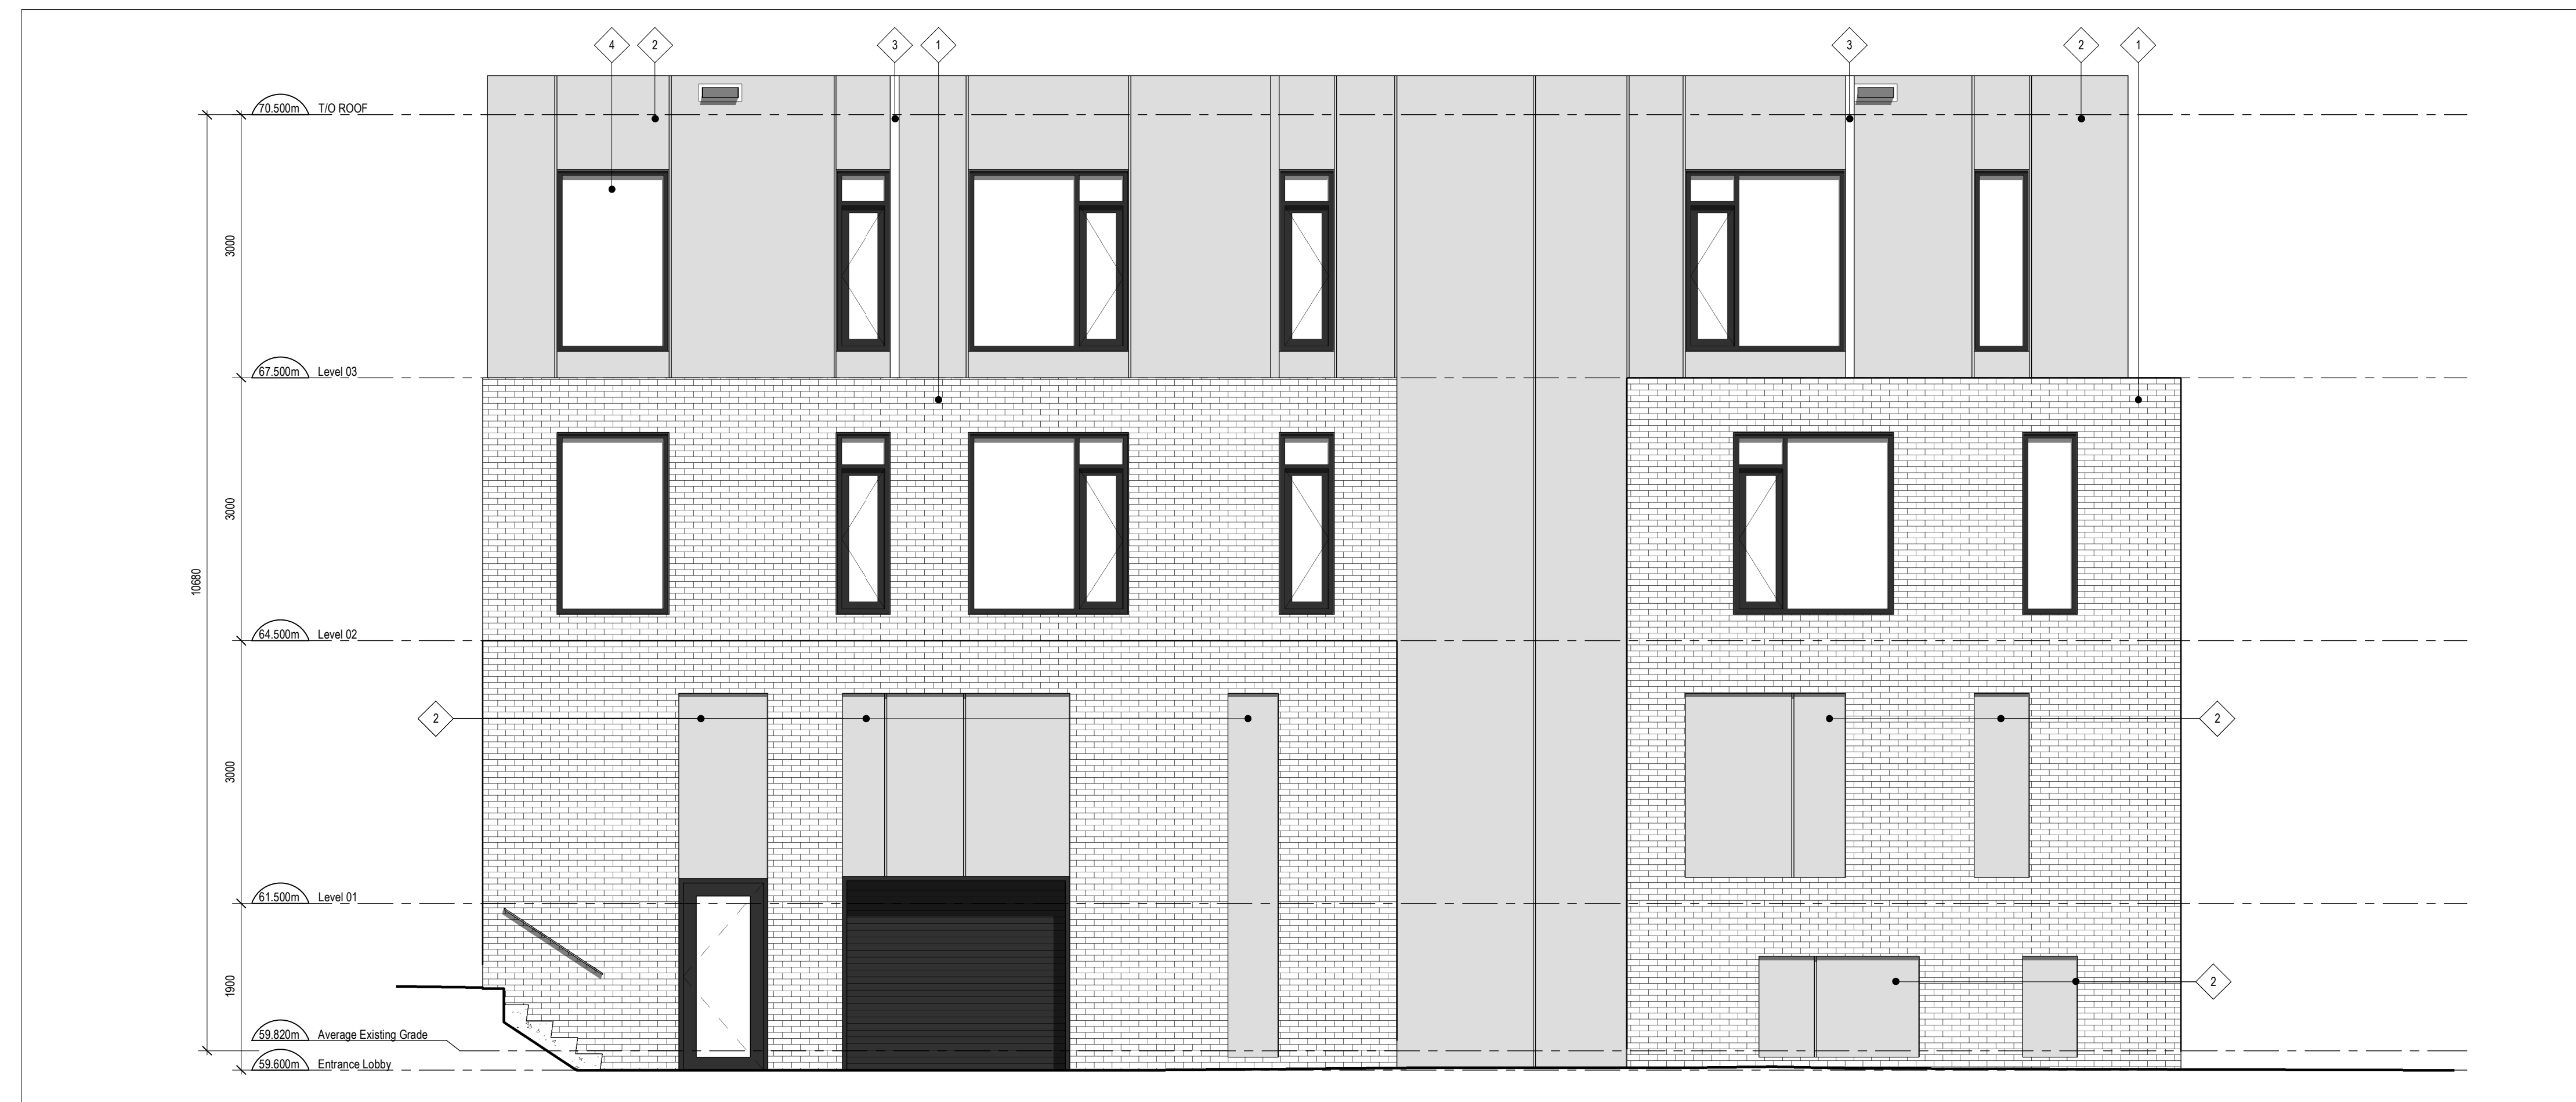 4 2 3 1 3 2 1
70.500m T/O ROOF
3000
67.500m Level 03
3000
10680
64.500m Level 02
2 2
3000
61.500m Level 01
1900
2
59.820m Average Existing Grade
59.600m Entrance Lobby